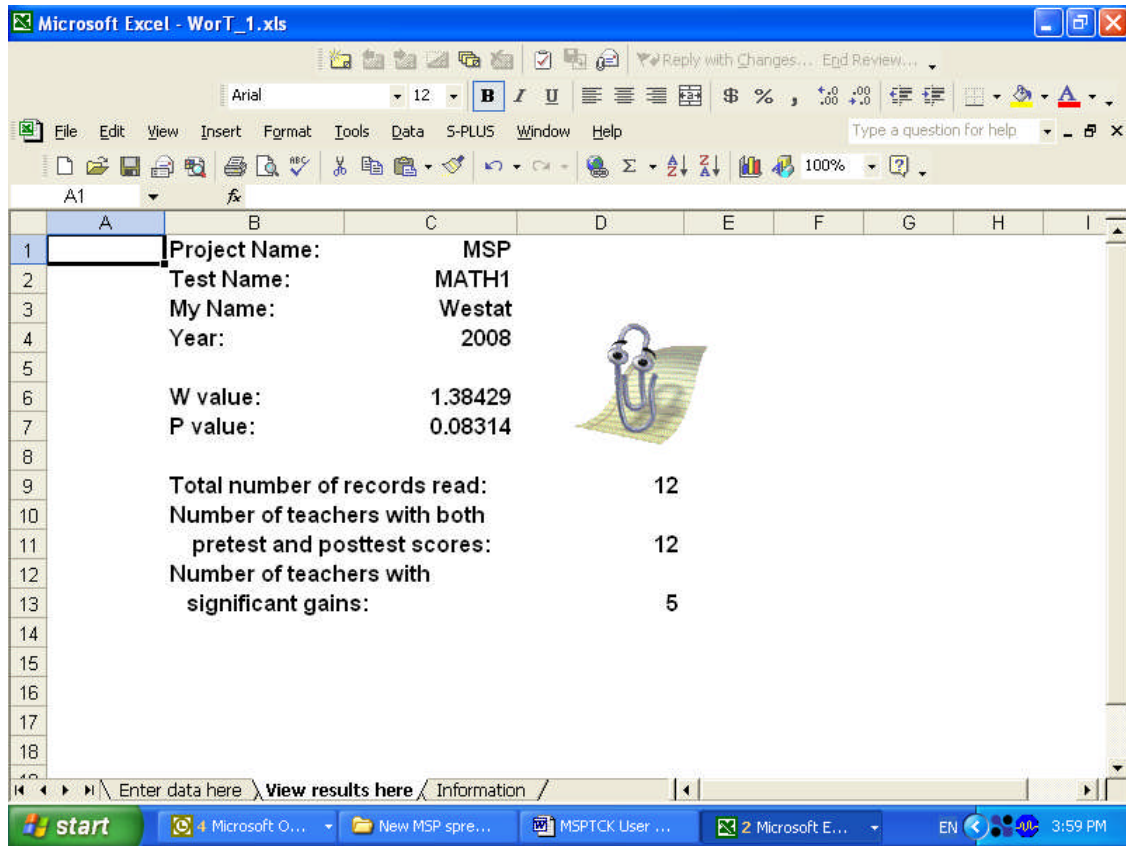 Microsoft Excel - WorT_1.xls
Reply with Changes... End Review...
Arial 12 B I U $ % ,
File Edit View Insert Format Tools Data S-PLUS Window Help Type a question for help
100%
A1 fx
A B C D E F G H I
1 Project Name: MSP
2 Test Name: MATH1
3 My Name: Westat
4 Year: 2008
5
6 W value: 1.38429
7 P value: 0.08314
8
9 Total number of records read: 12
10 Number of teachers with both
11 pretest and posttest scores: 12
12 Number of teachers with
13 significant gains: 5
14
15
16
17
18
Enter data here View results here Information
start 4 Microsoft O... New MSP spre... MSPTCK User ... 2 Microsoft E... EN 3:59 PM